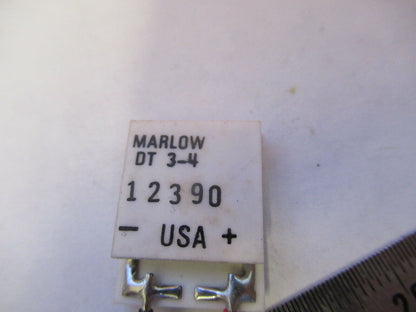 MARLOW
DT 3-4
12390
- USA +